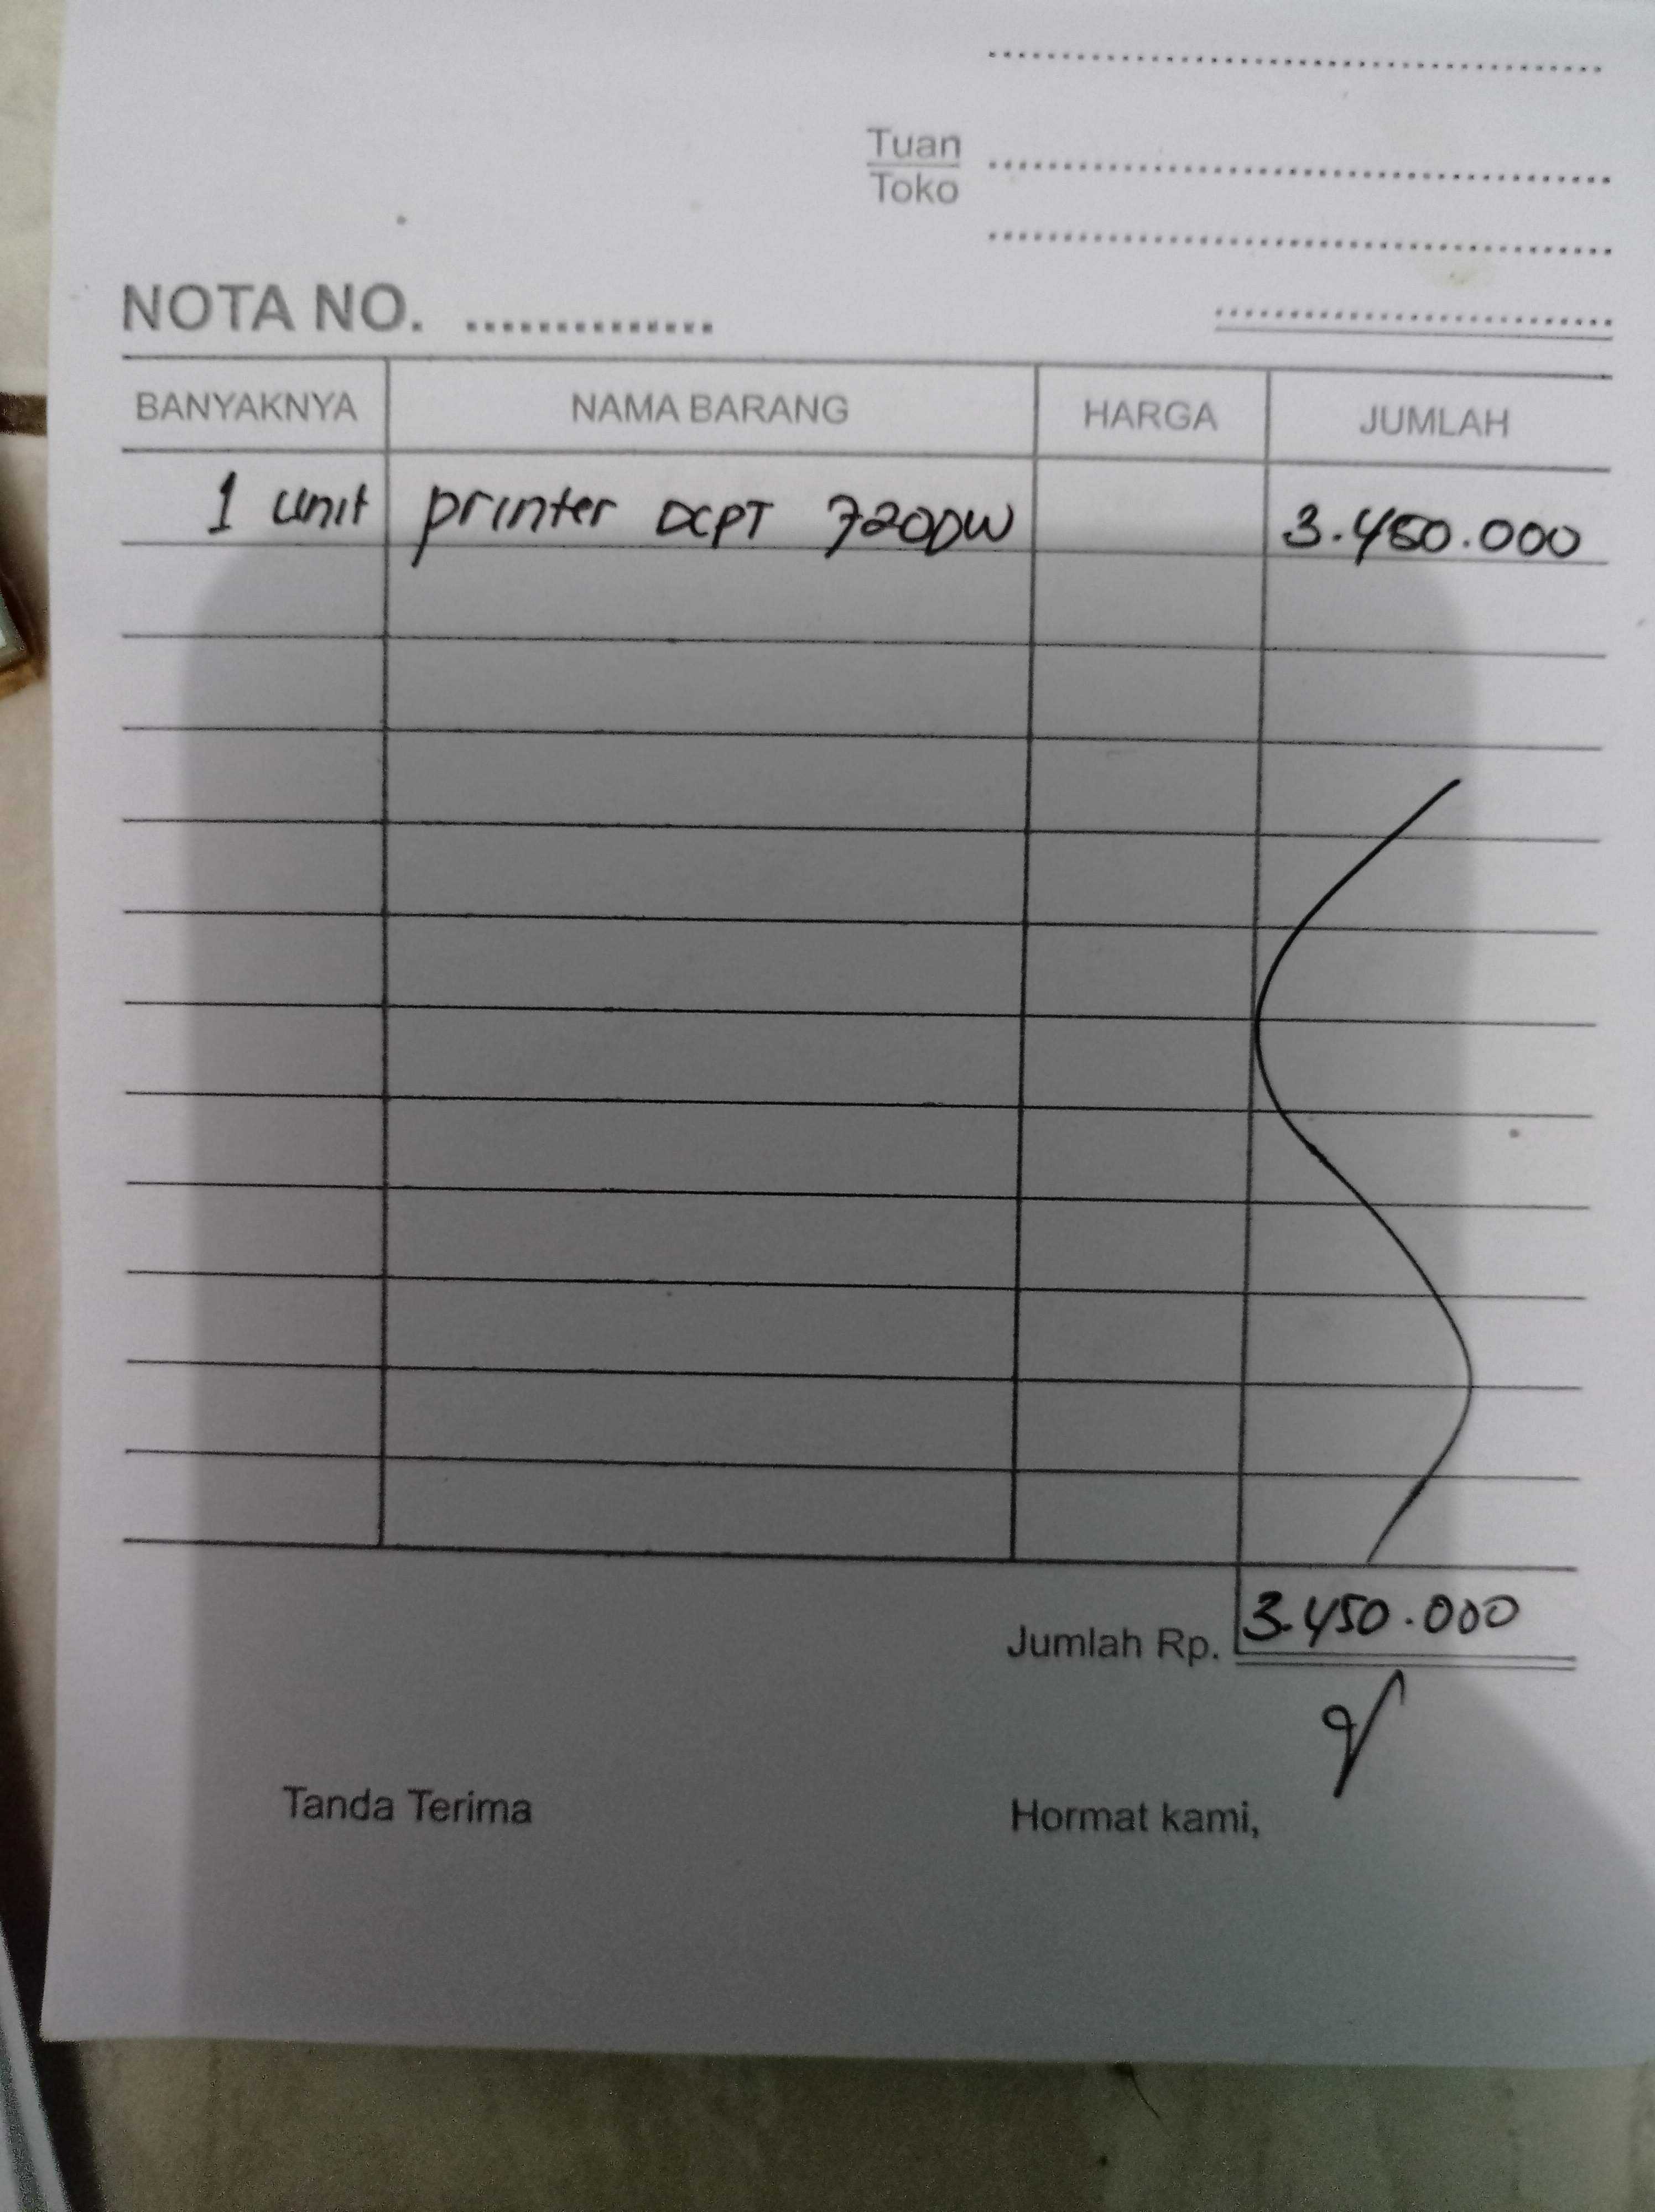 Tuan
Toko
NOTA NO. ..............
BANYAKNYA NAMA BARANG HARGA JUMLAH
1 unit printer DCPT 720DW 3.450.000
Jumlah Rp. 3.450.000
Tanda Terima Hormat kami,